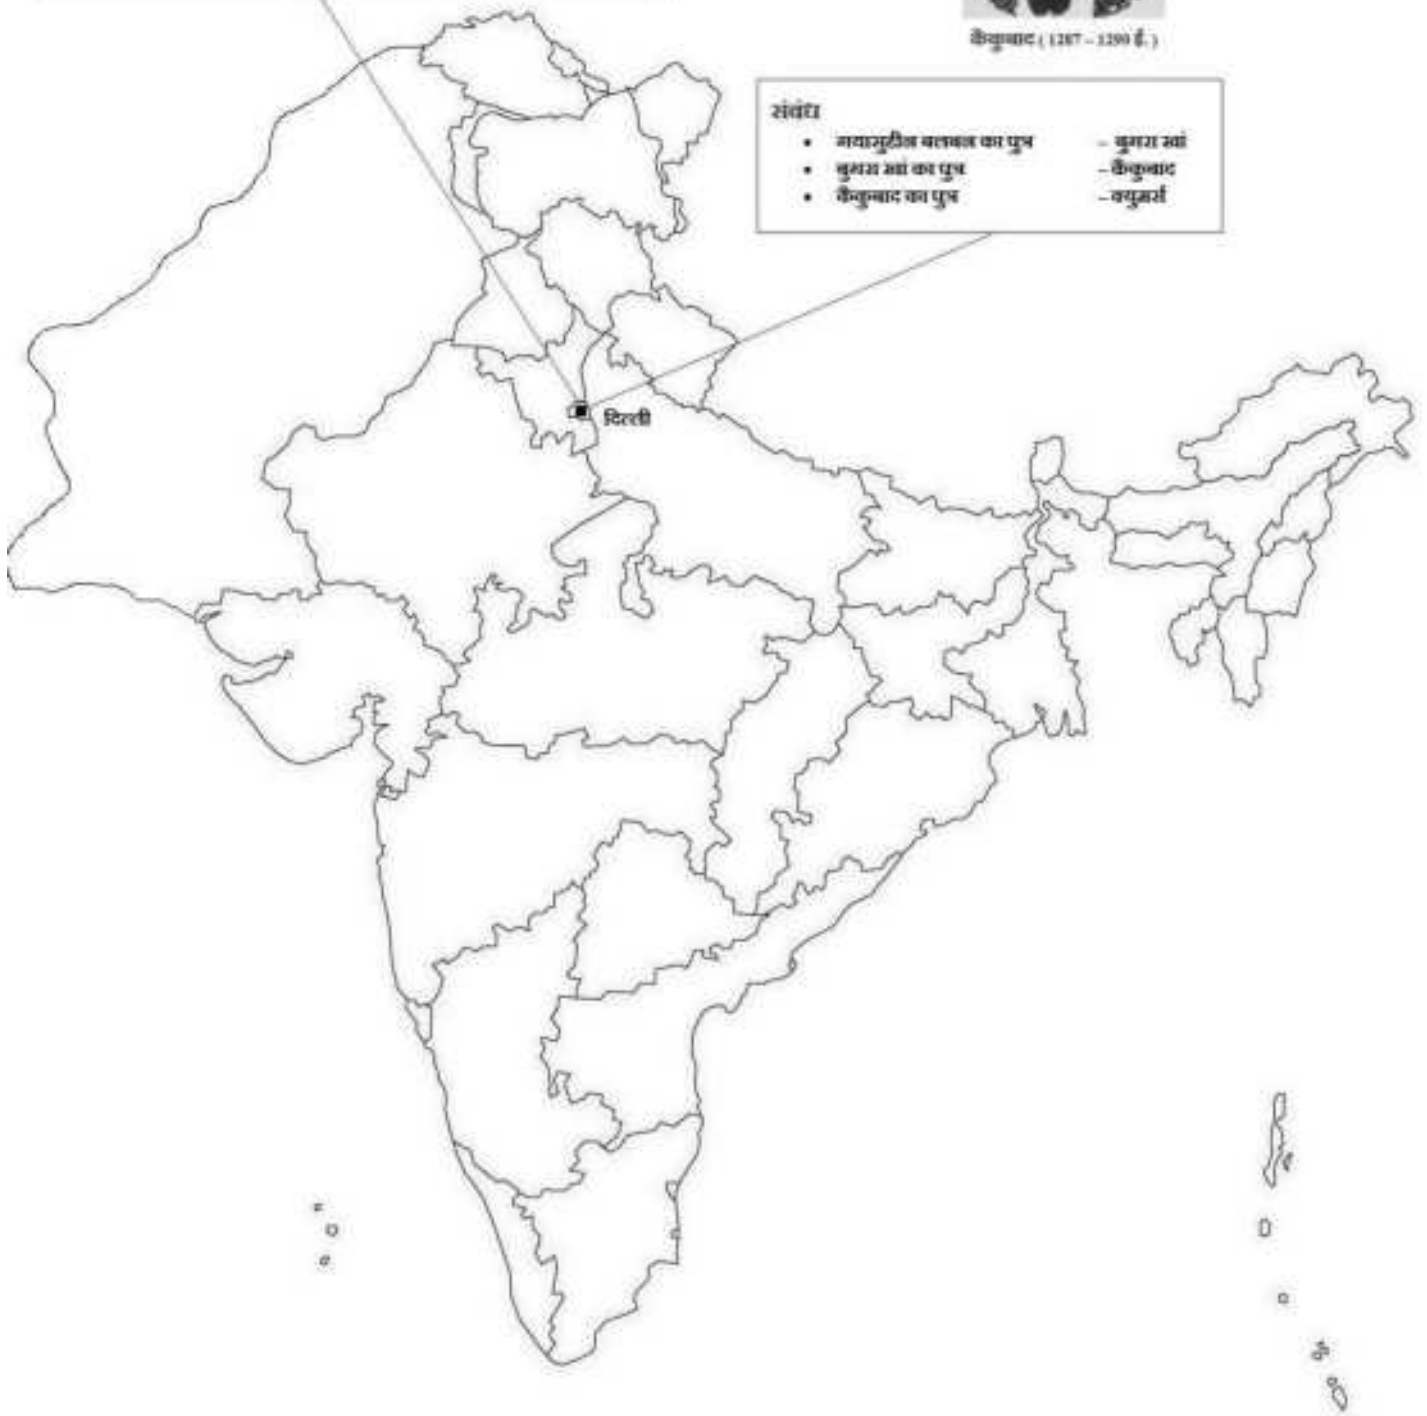 कैकुबाद ( 1287 – 1290 ई. )
संबंध
• गयासुद्दीन बलबन का पुत्र – बुगरा खां
• बुगरा खां का पुत्र – कैकुबाद
• कैकुबाद का पुत्र – क्युमर्स
दिल्ली